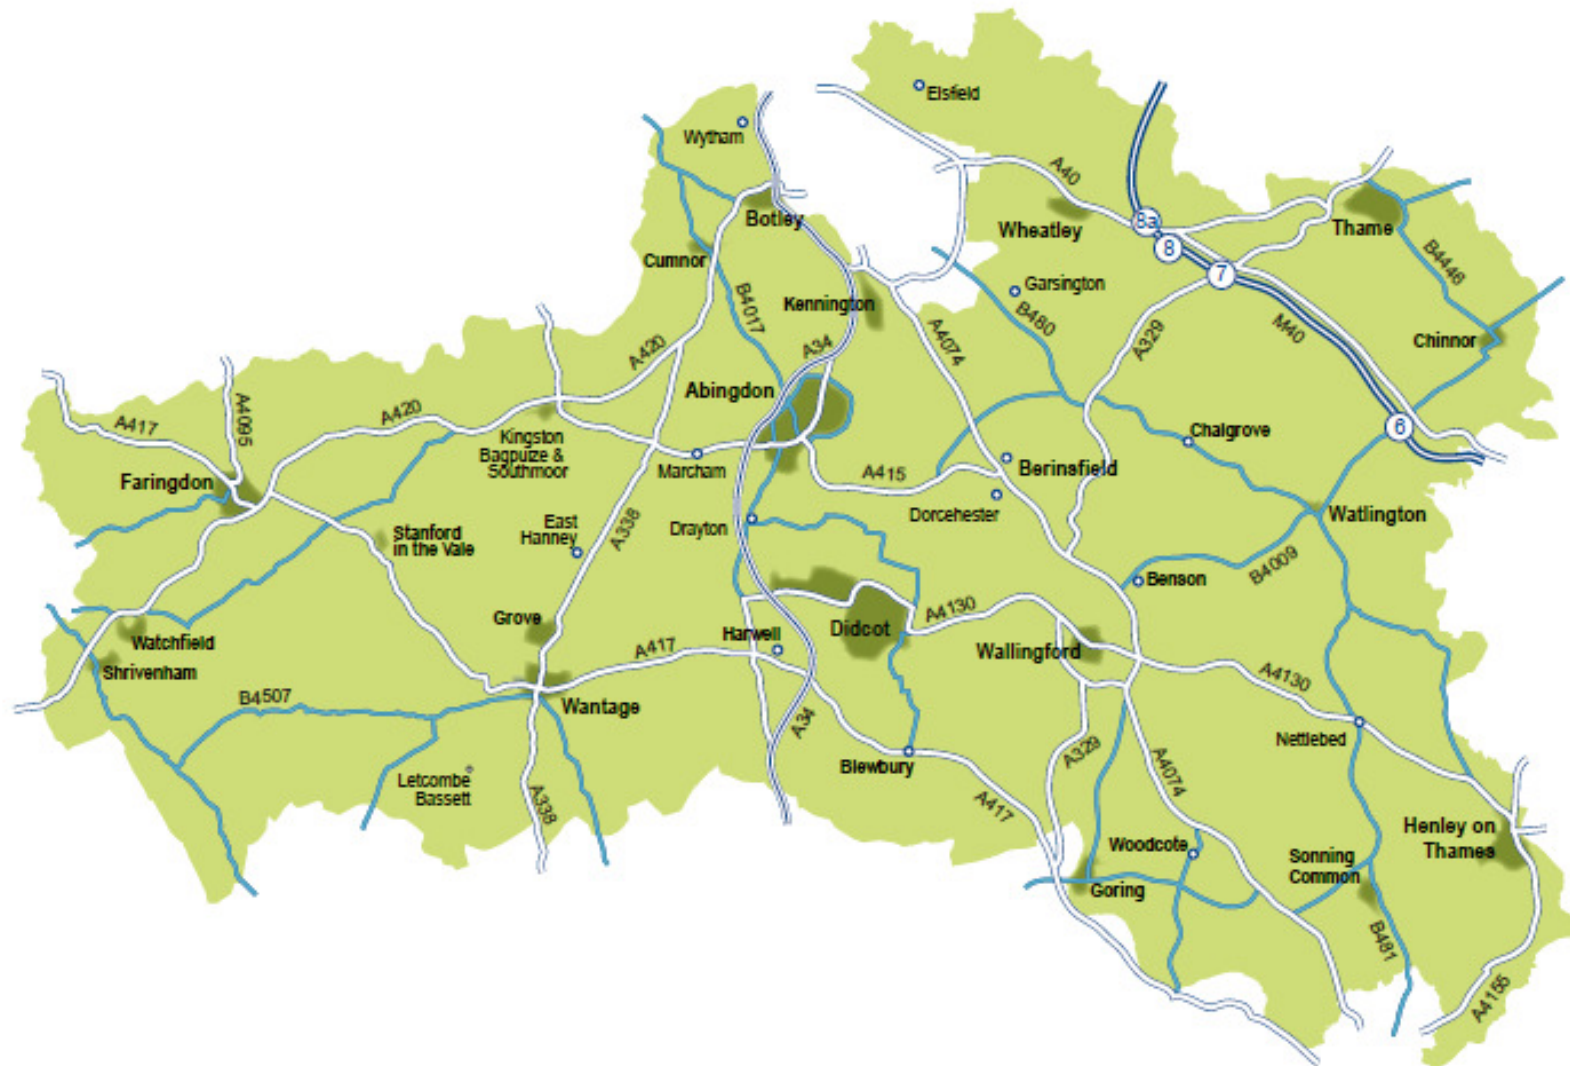 Elsfield
Wytham
A40
Botley
Wheatley
8a
8
7
Thame
B4446
Cumnor
B4017
Kennington
Garsington
B480
A4074
A329
M40
Chinnor
A34
A420
Abingdon
A417
A4095
A420
Kingston
Bagpuize &
Southmoor
Marcham
6
Chalgrove
Berinsfield
A415
Faringdon
Dorcehester
Watlington
Stanford
in the Vale
East
Hanney
A338
Drayton
Benson
B4009
Grove
Watchfield
Shrivenham
A417
Harwell
Didcot
A4130
Wallingford
A4130
B4507
Wantage
A34
Nettlebed
Blewbury
A329
A4074
Letcombe
Bassett
A338
A417
Woodcote
Sonning
Common
Henley on
Thames
Goring
B481
A4155